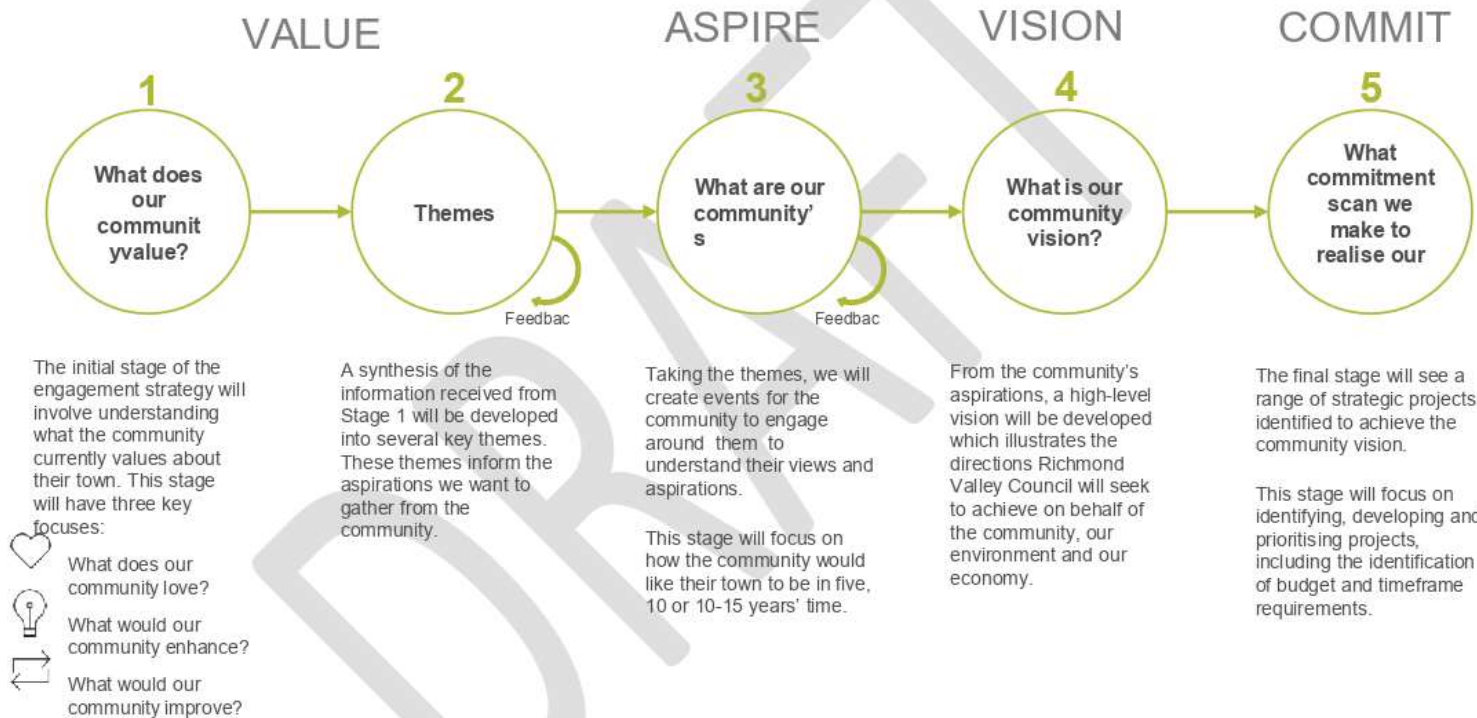 VALUE
ASPIRE
VISION
COMMIT
1
2
3
4
5
What does
our
communit
yvalue?
Themes
What are our
community’
s
What is our
community
vision?
What
commitment
scan we
make to
realise our
Feedbac
Feedbac
The initial stage of the
engagement strategy will
involve understanding
what the community
currently values about
their town. This stage
will have three key
focuses:
What does our
community love?
What would our
community enhance?
What would our
community improve?
A synthesis of the
information received from
Stage 1 will be developed
into several key themes.
These themes inform the
aspirations we want to
gather from the
community.
Taking the themes, we will
create events for the
community to engage
around them to
understand their views and
aspirations.
This stage will focus on
how the community would
like their town to be in five,
10 or 10-15 years’ time.
From the community’s
aspirations, a high-level
vision will be developed
which illustrates the
directions Richmond
Valley Council will seek
to achieve on behalf of
the community, our
environment and our
economy.
The final stage will see a
range of strategic projects
identified to achieve the
community vision.
This stage will focus on
identifying, developing and
prioritising projects,
including the identification
of budget and timeframe
requirements.
DRAFT